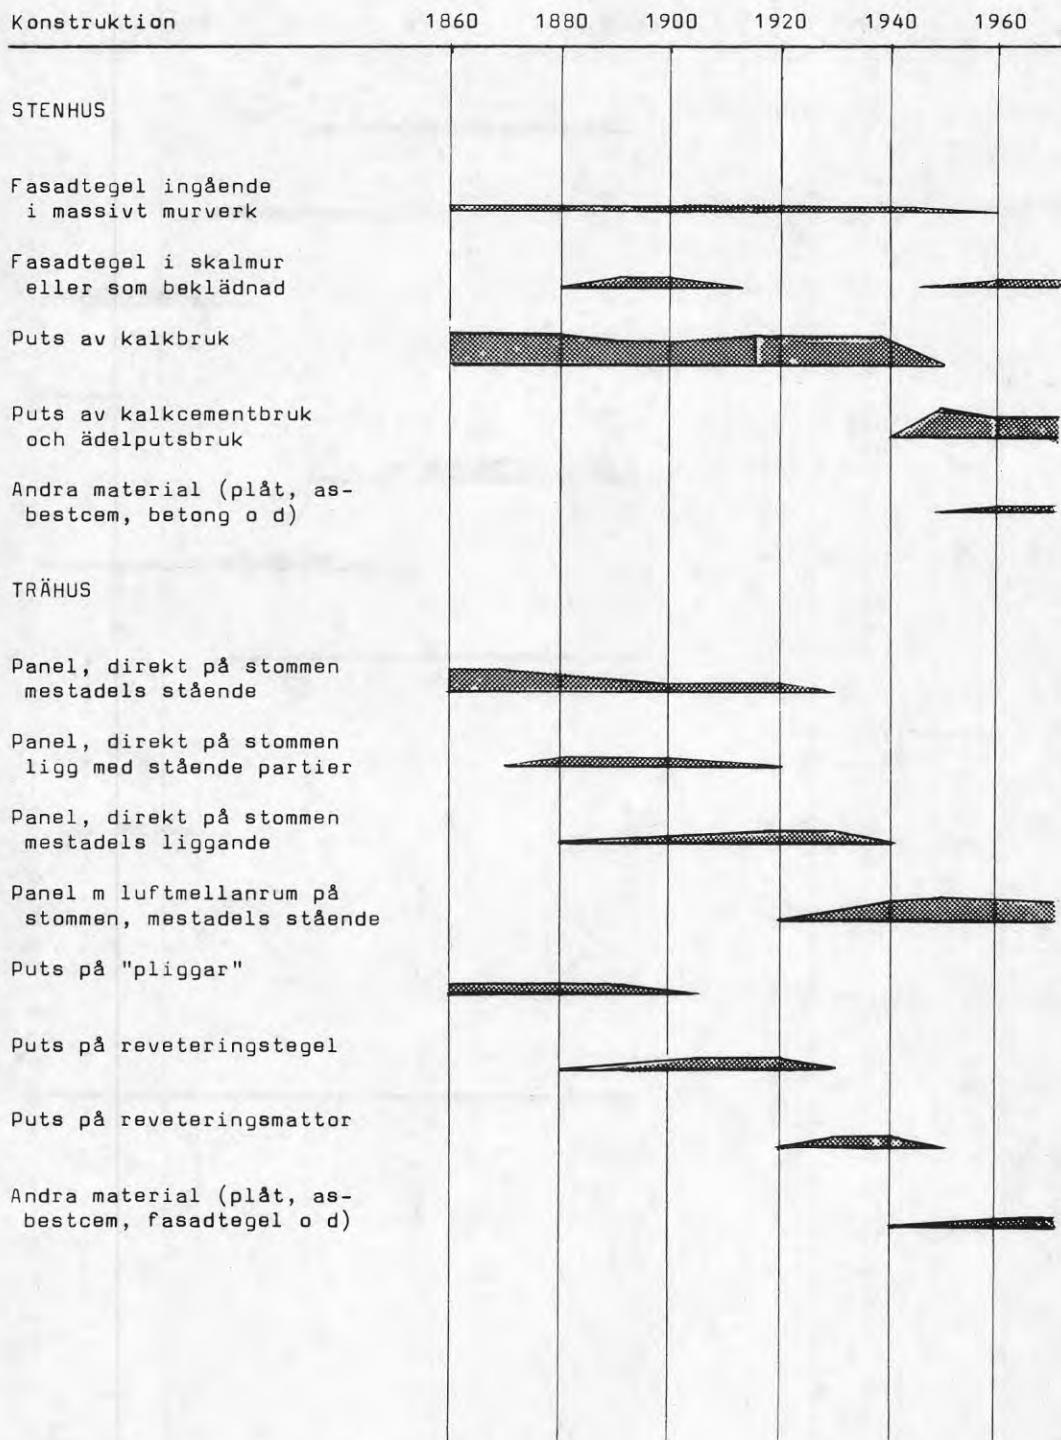 Konstruktion 1860 1880 1900 1920 1940 1960
STENHUS
Fasadtegel ingående
i massivt murverk
Fasadtegel i skalmur
eller som beklädnad
Puts av kalkbruk
Puts av kalkcementbruk
och ädelputsbruk
Andra material (plåt, as-
bestcem, betong o d)
TRÄHUS
Panel, direkt på stommen
mestadels stående
Panel, direkt på stommen
ligg med stående partier
Panel, direkt på stommen
mestadels liggande
Panel m luftmellanrum på
stommen, mestadels stående
Puts på "pliggar"
Puts på reveteringstegel
Puts på reveteringsmattor
Andra material (plåt, as-
bestcem, fasadtegel o d)